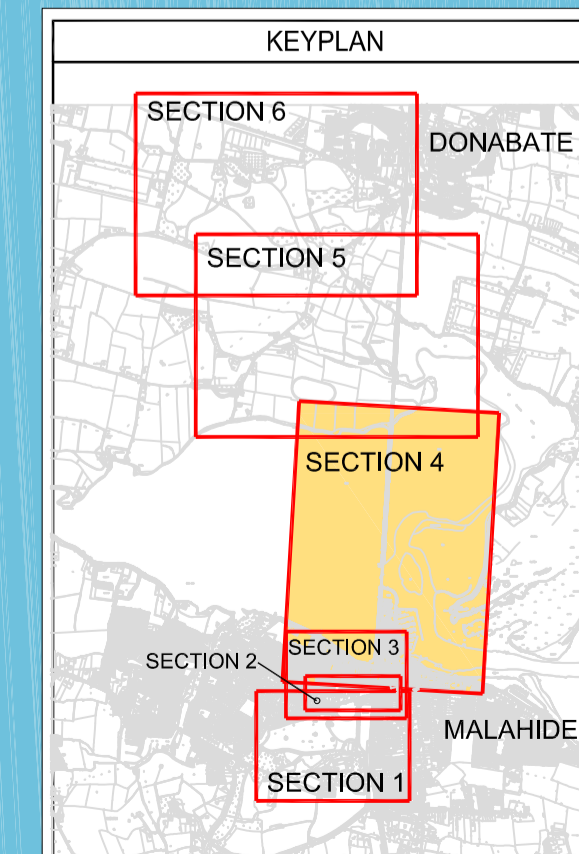 KEYPLAN
SECTION 6
DONABATE
SECTION 5
SECTION 4
SECTION 3
SECTION 2
MALAHIDE
SECTION 1